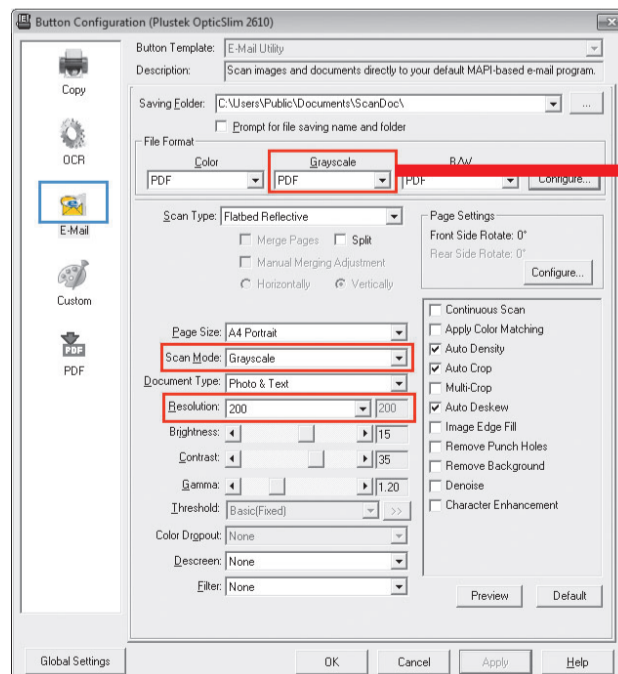 Button Configuration (Plustek OpticSlim 2610)
Copy
OCR
E-Mail
Custom
PDF
Button Template: E-Mail Utility
Description: Scan images and documents directly to your default MAPI-based e-mail program.
Saving Folder: C:\Users\Public\Documents\ScanDoc\ ...
Prompt for file saving name and folder
File Format
Color Grayscale B/W
PDF PDF PDF Configure...
Scan Type: Flatbed Reflective
Merge Pages Split
Manual Merging Adjustment
Horizontally Vertically
Page Settings
Front Side Rotate: 0°
Rear Side Rotate: 0°
Configure...
Page Size: A4 Portrait
Scan Mode: Grayscale
Document Type: Photo & Text
Resolution: 200 200
Brightness: 15
Contrast: 35
Gamma: 1.20
Threshold: Basic(Fixed) >>
Color Dropout: None
Descreen: None
Filter: None
Continuous Scan
Apply Color Matching
Auto Density
Auto Crop
Multi-Crop
Auto Deskew
Image Edge Fill
Remove Punch Holes
Remove Background
Denoise
Character Enhancement
Preview Default
Global Settings OK Cancel Apply Help